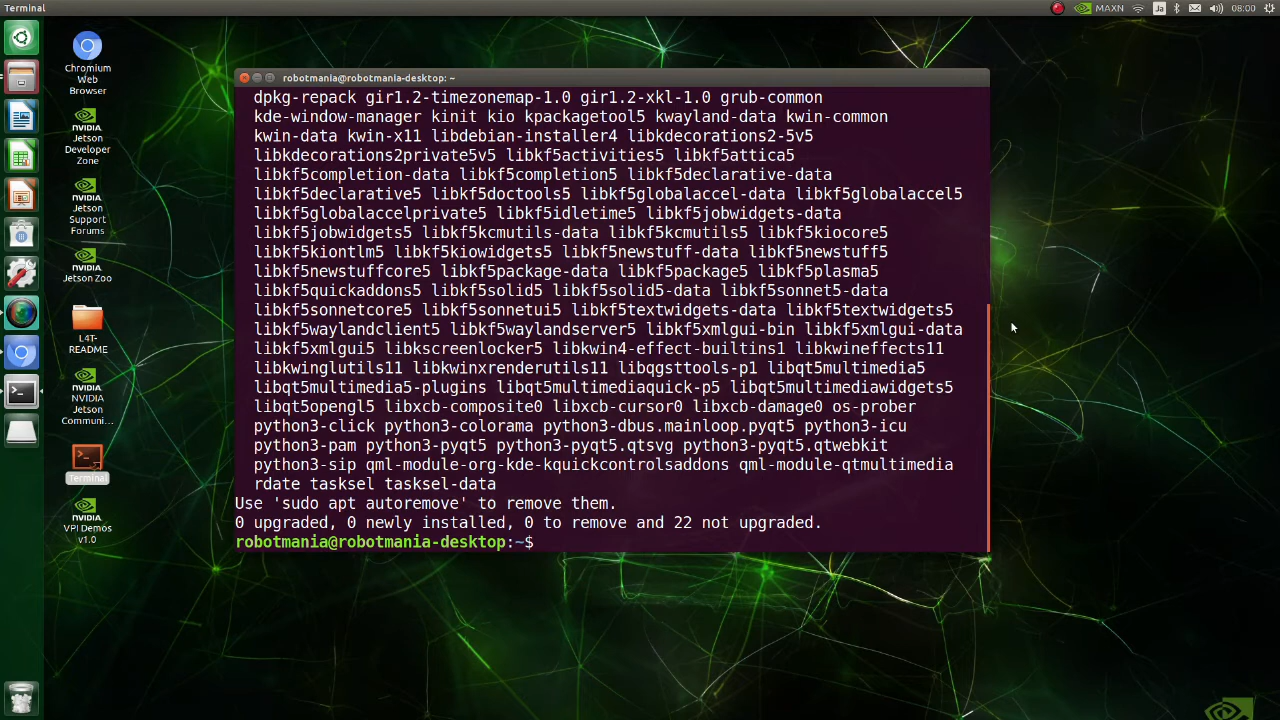 Terminal
MAXN
Ja
08:00
Chromium
Web
Browser
NVIDIA.
NVIDIA
Jetson
Developer
Zone
NVIDIA.
NVIDIA
Jetson
Support
Forums
NVIDIA.
NVIDIA
Jetson Zoo
L4T-
README
NVIDIA.
NVIDIA
Jetson
Communi...
Terminal
NVIDIA.
VPI Demos
v1.0
robotmania@robotmania-desktop: ~
dpkg-repack gir1.2-timezonemap-1.0 gir1.2-xkl-1.0 grub-common
kde-window-manager kinit kio kpackagetool5 kwayland-data kwin-common
kwin-data kwin-x11 libdebian-installer4 libkdecorations2-5v5
libkdecorations2private5v5 libkf5activities5 libkf5attica5
libkf5completion-data libkf5completion5 libkf5declarative-data
libkf5declarative5 libkf5doctools5 libkf5globalaccel-data libkf5globalaccel5
libkf5globalaccelprivate5 libkf5idletime5 libkf5jobwidgets-data
libkf5jobwidgets5 libkf5kcmutils-data libkf5kcmutils5 libkf5kiocore5
libkf5kiontlm5 libkf5kiowidgets5 libkf5newstuff-data libkf5newstuff5
libkf5newstuffcore5 libkf5package-data libkf5package5 libkf5plasma5
libkf5quickaddons5 libkf5solid5 libkf5solid5-data libkf5sonnet5-data
libkf5sonnetcore5 libkf5sonnetui5 libkf5textwidgets-data libkf5textwidgets5
libkf5waylandclient5 libkf5waylandserver5 libkf5xmlgui-bin libkf5xmlgui-data
libkf5xmlgui5 libkscreenlocker5 libkwin4-effect-builtins1 libkwineffects11
libkwinglutils11 libkwinxrenderutils11 libqgsttools-p1 libqt5multimedia5
libqt5multimedia5-plugins libqt5multimediaquick-p5 libqt5multimediawidgets5
libqt5opengl5 libxcb-composite0 libxcb-cursor0 libxcb-damage0 os-prober
python3-click python3-colorama python3-dbus.mainloop.pyqt5 python3-icu
python3-pam python3-pyqt5 python3-pyqt5.qtsvg python3-pyqt5.qtwebkit
python3-sip qml-module-org-kde-kquickcontrolsaddons qml-module-qtmultimedia
rdate tasksel tasksel-data
Use 'sudo apt autoremove' to remove them.
0 upgraded, 0 newly installed, 0 to remove and 22 not upgraded.
robotmania@robotmania-desktop:~$